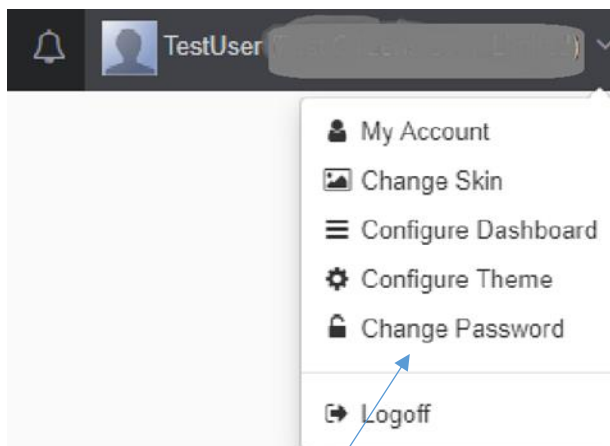 TestUser
My Account
Change Skin
Configure Dashboard
Configure Theme
Change Password
Logoff